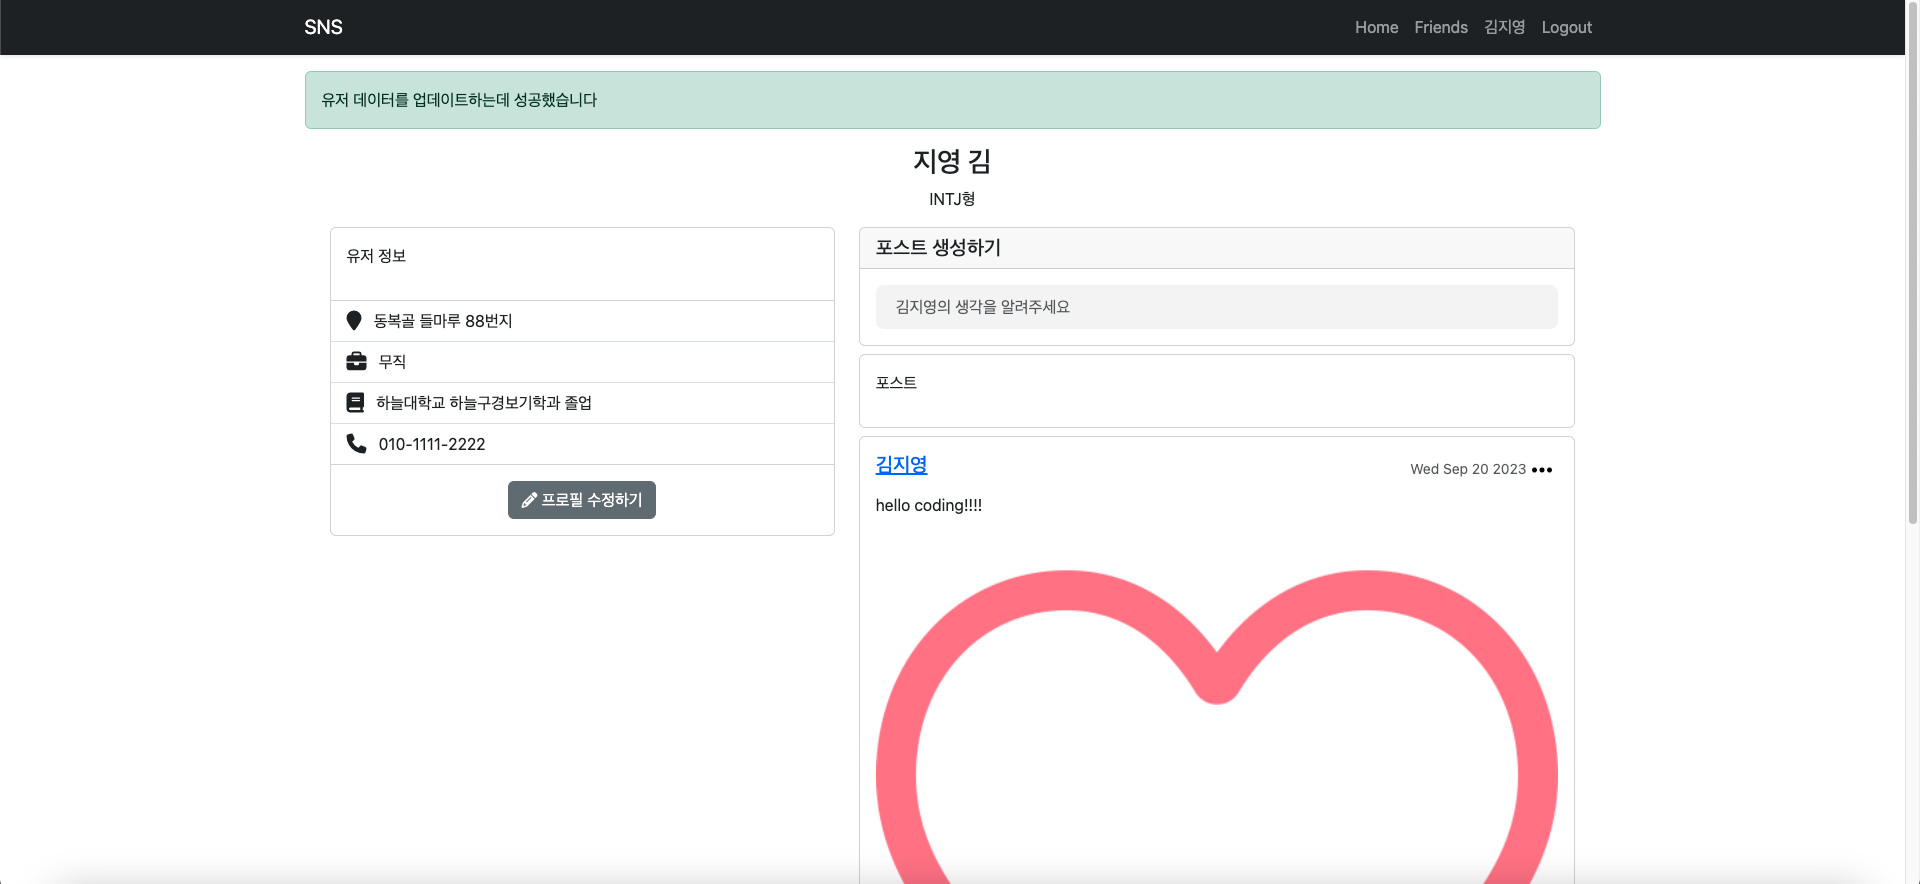 SNS
Home Friends 김지영 Logout
유저 데이터를 업데이트하는데 성공했습니다
지영 김
INTJ형
유저 정보
동복골 들마루 88번지
무직
하늘대학교 하늘구경보기학과 졸업
010-1111-2222
프로필 수정하기
포스트 생성하기
김지영의 생각을 알려주세요
포스트
김지영
Wed Sep 20 2023
hello coding!!!!